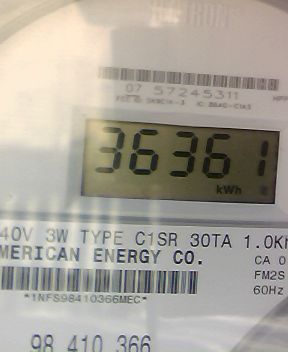 07 57245311
36361
kWh
40V 3W TYPE C1SR 30TA 1.0Kh
MERICAN ENERGY CO.
CA 0
FM2S
*1NFS98410366MEC*
60Hz
98 410 366